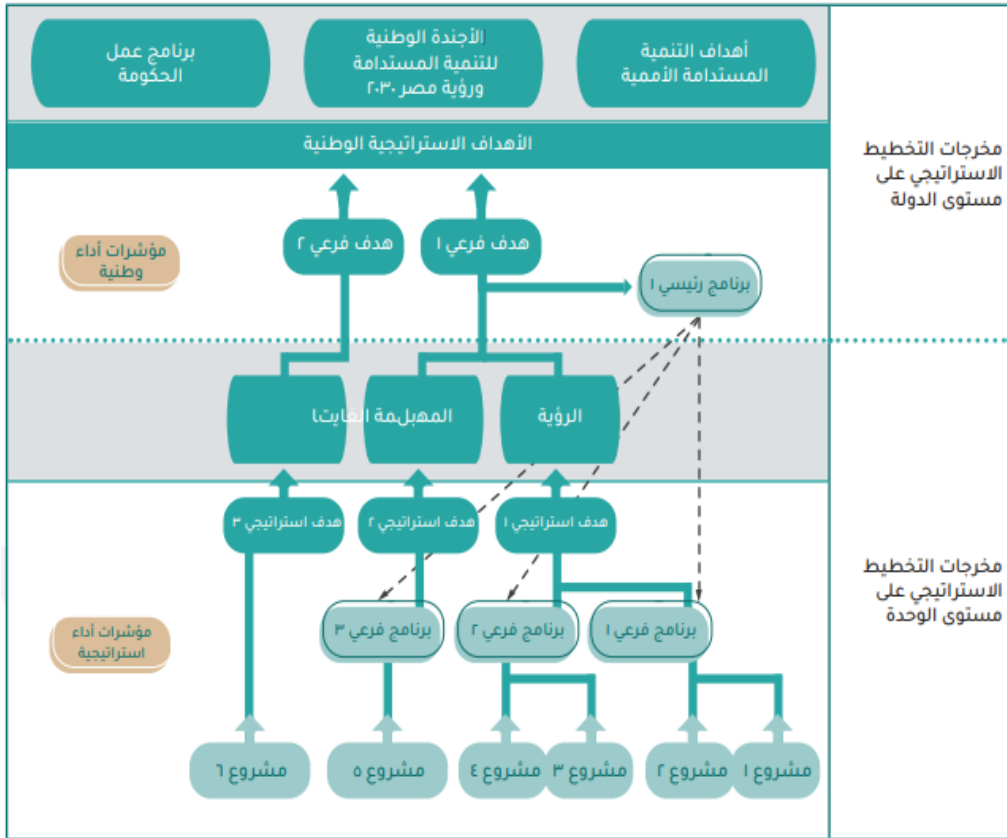 أهداف التنمية
المستدامة الأممية
الأجندة الوطنية
للتنمية المستدامة
ورؤية مصر ٢٠٣٠
برنامج عمل
الحكومة
الأهداف الاستراتيجية الوطنية
مخرجات التخطيط
الاستراتيجي على
مستوى الدولة
هدف فرعي ١
هدف فرعي ٢
مؤشرات أداء
وطنية
برنامج رئيسي ١
الرؤية
هدف استراتيجي ١
هدف استراتيجي ٢
هدف استراتيجي ٣
مخرجات التخطيط
الاستراتيجي على
مستوى الوحدة
برنامج فرعي ١
برنامج فرعي ٢
برنامج فرعي ٣
مؤشرات أداء
استراتيجية
مشروع ١
مشروع ٢
مشروع ٣
مشروع ٤
مشروع ٥
مشروع ٦